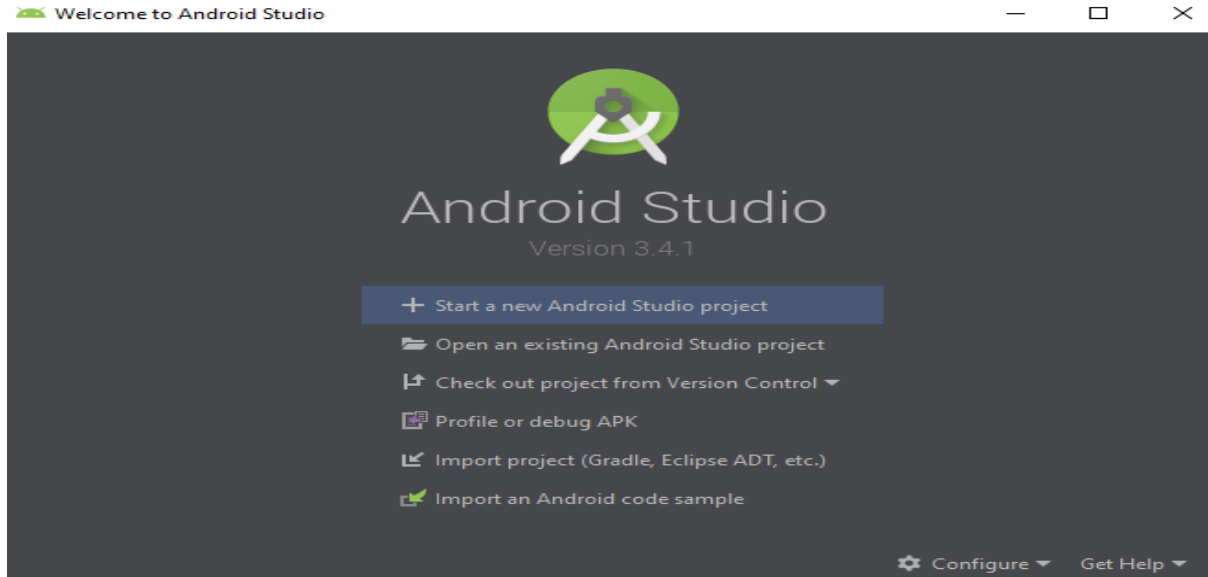 Welcome to Android Studio
Android Studio
Version 3.4.1
Start a new Android Studio project
Open an existing Android Studio project
Check out project from Version Control
Profile or debug APK
Import project (Gradle, Eclipse ADT, etc.)
Import an Android code sample
Configure Get Help